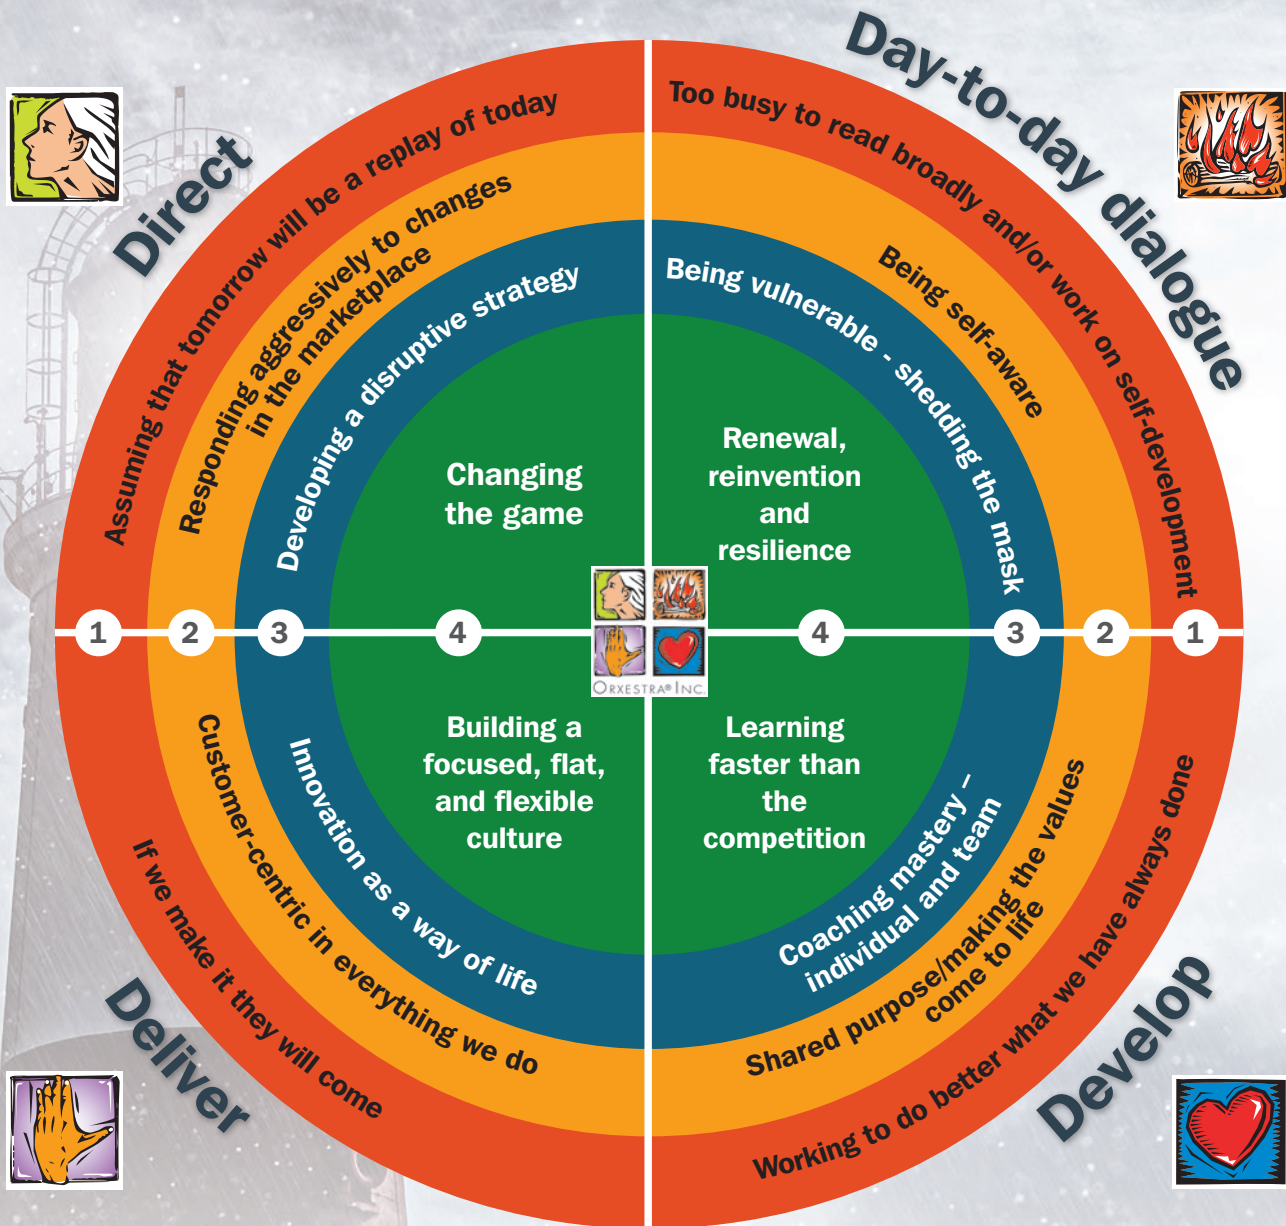 Direct
Day-to-day dialogue
Assuming that tomorrow will be a replay of today
Responding aggressively to changes
in the marketplace
Developing a disruptive strategy
Changing
the game
Too busy to read broadly and/or work on self-development
Being self-aware
Being vulnerable - shedding the mask
Renewal,
reinvention
and
resilience
1 2 3 4 4 3 2 1
ORXESTRA® INC.
Building a
focused, flat,
and flexible
culture
Innovation as a way of life
Customer-centric in everything we do
If we make it they will come
Deliver
Learning
faster than
the
competition
Coaching mastery –
individual and team
Shared purpose/making the values
come to life
Working to do better what we have always done
Develop